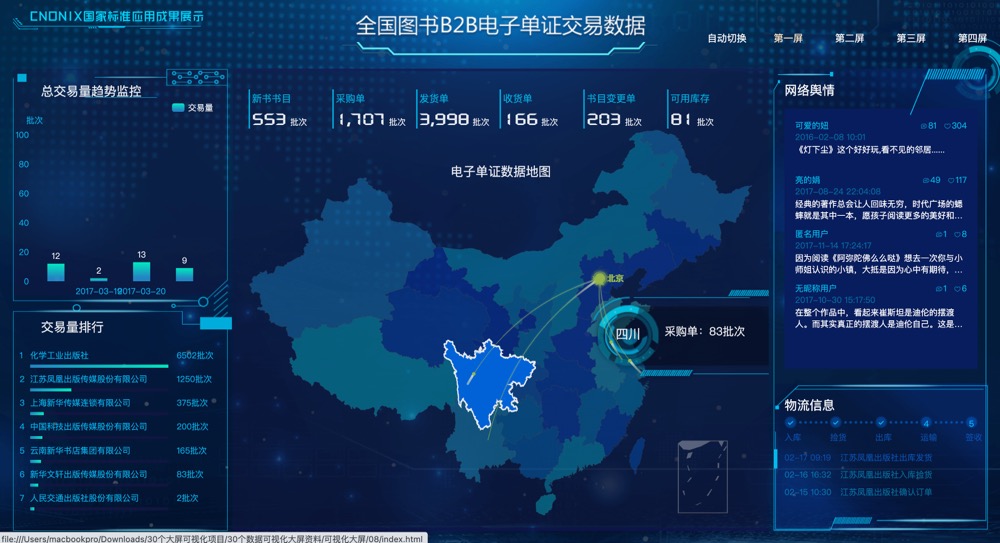 CNONIX国家标准应用成果展示
全国图书B2B电子单证交易数据
自动切换 第一屏 第二屏 第三屏 第四屏
总交易量趋势监控
交易量
批次
100
80
60
40
20
0
12
2
13
9
2017-03-20
交易量排行
1 化学工业出版社 6502批次
2 江苏凤凰出版传媒股份有限公司 1250批次
3 上海新华传媒连锁有限公司 375批次
4 中国科技出版传媒股份有限公司 200批次
5 云南新华书店集团有限公司 165批次
6 新华文轩出版传媒股份有限公司 83批次
7 人民交通出版社股份有限公司 2批次
新书书目
553 批次
采购单
1,707 批次
发货单
3,998 批次
收货单
166 批次
书目变更单
203 批次
可用库存
81 批次
电子单证数据地图
北京
四川
采购单：83批次
网络舆情
可爱的妞 81 304
2016-02-08 10:01
《灯下尘》这个好好玩,看不见的邻居......
亮的娟 49 117
2017-08-24 22:04:08
经典的著作总会让人回味无穷，时代广场的蟋
蟀就是其中一本，愿孩子阅读更多的美好和...
匿名用户 1 8
2017-11-14 17:24:17
因为阅读《阿弥陀佛么么哒》想去一次你与小
师姐认识的小镇，大抵是因为心中有期待，...
无昵称用户 1 6
2017-10-30 15:17:50
在整个作品中，看起来崔斯坦是迪伦的摆渡
人。而其实真正的摆渡人是迪伦自己。这是...
物流信息
4 5
入库 捡货 出库 运输 签收
02-17 09:19 江苏凤凰出版社出库发货
02-16 16:32 江苏凤凰出版社入库捡货
02-15 10:30 江苏凤凰出版社确认订单
file:///Users/macbookpro/Downloads/30个大屏可视化项目/30个数据可视化大屏资料/可视化大屏/08/index.html